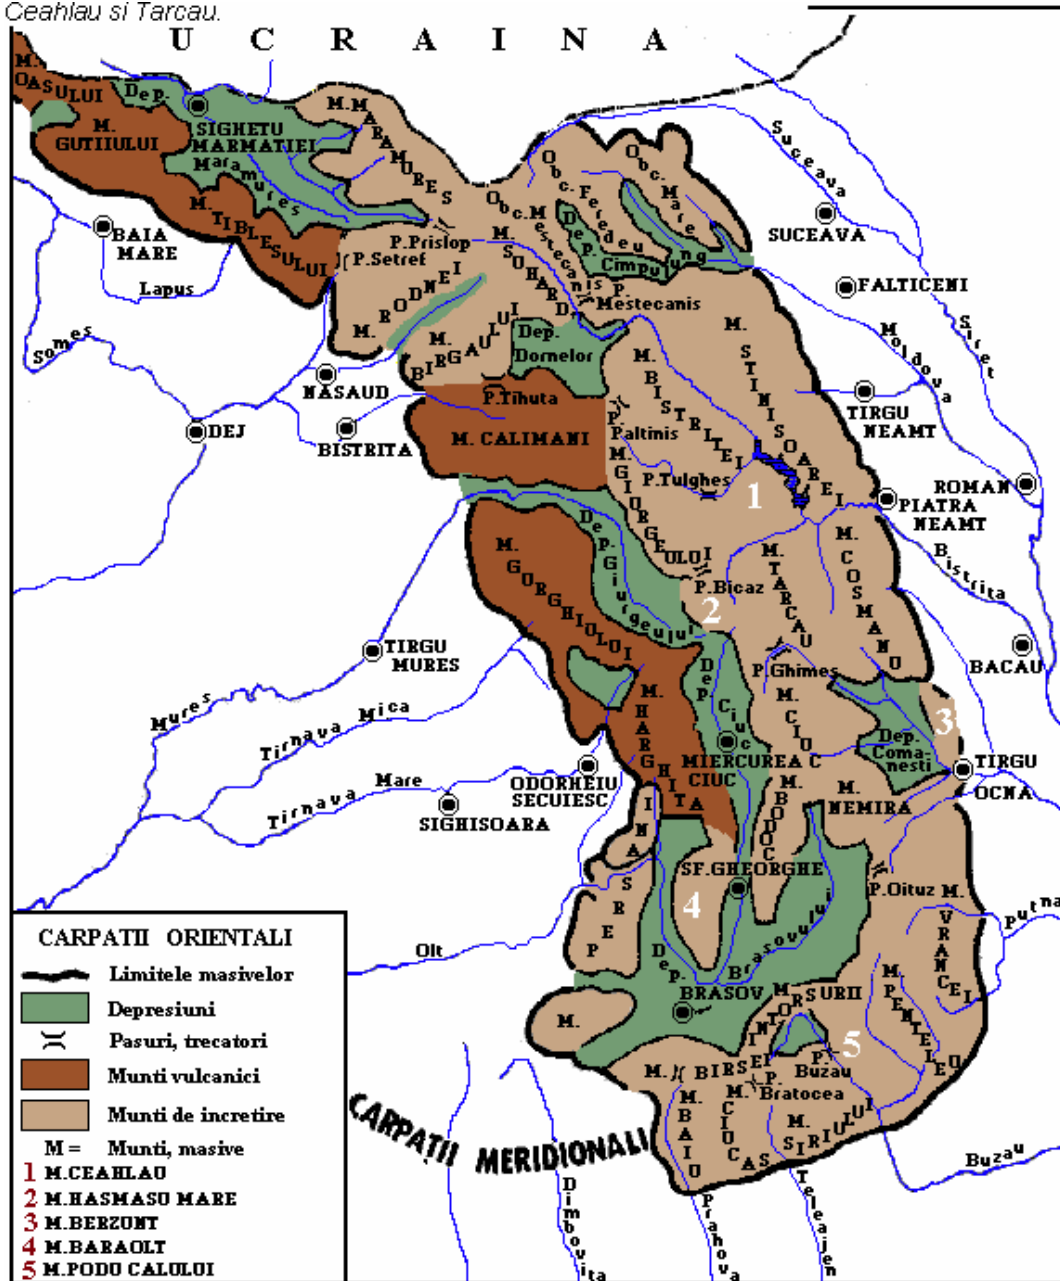 Ceahlau si Tarcau.
U C R A I N A
M. OASULUI
Dep. Maramures
SIGHETU
MARMATIEI
M.
GUTIIULUI
M. TIBLESULUI
M. MARAMURES
BAIA
MARE
Lapus
Somes
P.Prislop
P.Setref
M. RODNEI
M. SUHARD
Obc. Mestecanis
Obc. Feredeu
Obc. Mare
Dep. Cimpulung
P.
Mestecanis
Suceava
SUCEAVA
FALTICENI
Siret
Moldova
M.
BIRGAULUI
Dep.
Dornelor
NASAUD
BISTRITA
DEJ
P.Tihuta
M. CALIMANI
P.
Paltinis
M. BISTRITEI
M. STINISOAREI
TIRGU
NEAMT
ROMAN
PIATRA
NEAMT
Bistrita
P.Tulghes
1
M. GIORGEULUI
Dep. Giurgeului
M. GURGHIULUI
P.Bicaz
2
M. TARCAU
M. COSMANU
BACAU
TIRGU
MURES
Mures
Tirnava Mica
Tirnava Mare
P.Ghimes
Dep. Ciuc
M. CIUC
3
Dep.
Coma-
nesti
TIRGU
OCNA
M. HARGHITA
MIERCUREA
CIUC
ODORHEIU
SECUIESC
SIGHISOARA
M. BODOC
M.
NEMIRA
SF.GHEORGHE
4
P.Oituz
M. VRANCEI
Putna
PERSANI
Olt
Dep. Brasovului
BRASOV
M.
M. INTORSURII
M. PENTELEU
5
P.
Buzau
M. BIRSEI
P.
Bratocea
M. BAIU
M. CIUCAS
M. SIRIULUI
Buzau
CARPAȚII MERIDIONALI
Dimbovita
Prahova
Teleajen
CARPATII ORIENTALI
Limitele masivelor
Depresiuni
Pasuri, trecatori
Munti vulcanici
Munti de incretire
M = Munti, masive
1 M.CEAHLAU
2 M.HASMASU MARE
3 M.BERZUNT
4 M.BARAOLT
5 M.PODU CALULUI